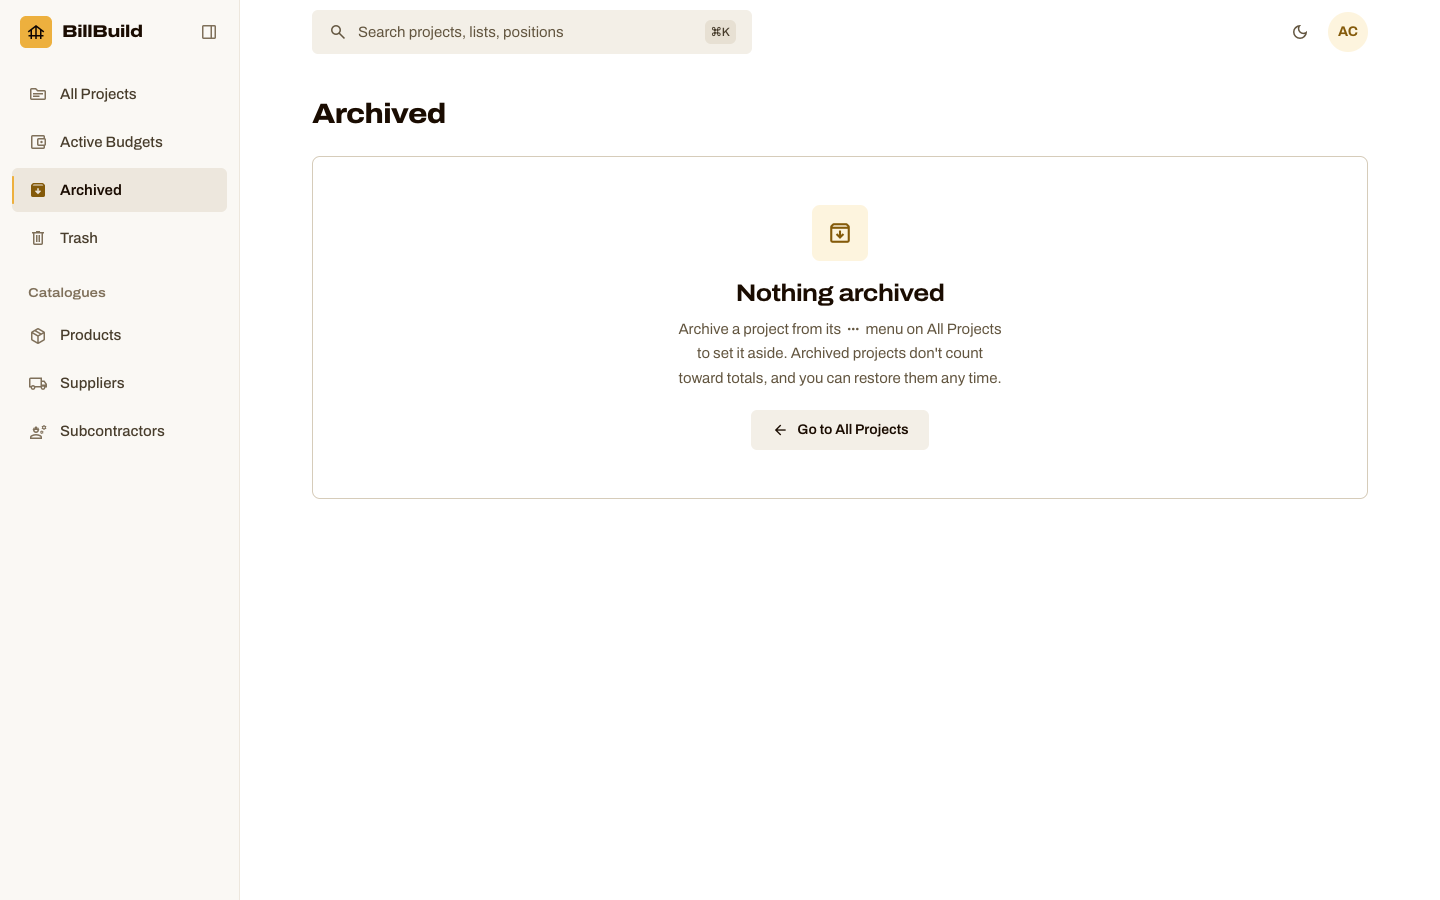 BillBuild
Search projects, lists, positions
⌘K
AC
All Projects
Active Budgets
Archived
Trash
Catalogues
Products
Suppliers
Subcontractors
Archived
Nothing archived
Archive a project from its ··· menu on All Projects
to set it aside. Archived projects don't count
toward totals, and you can restore them any time.
Go to All Projects